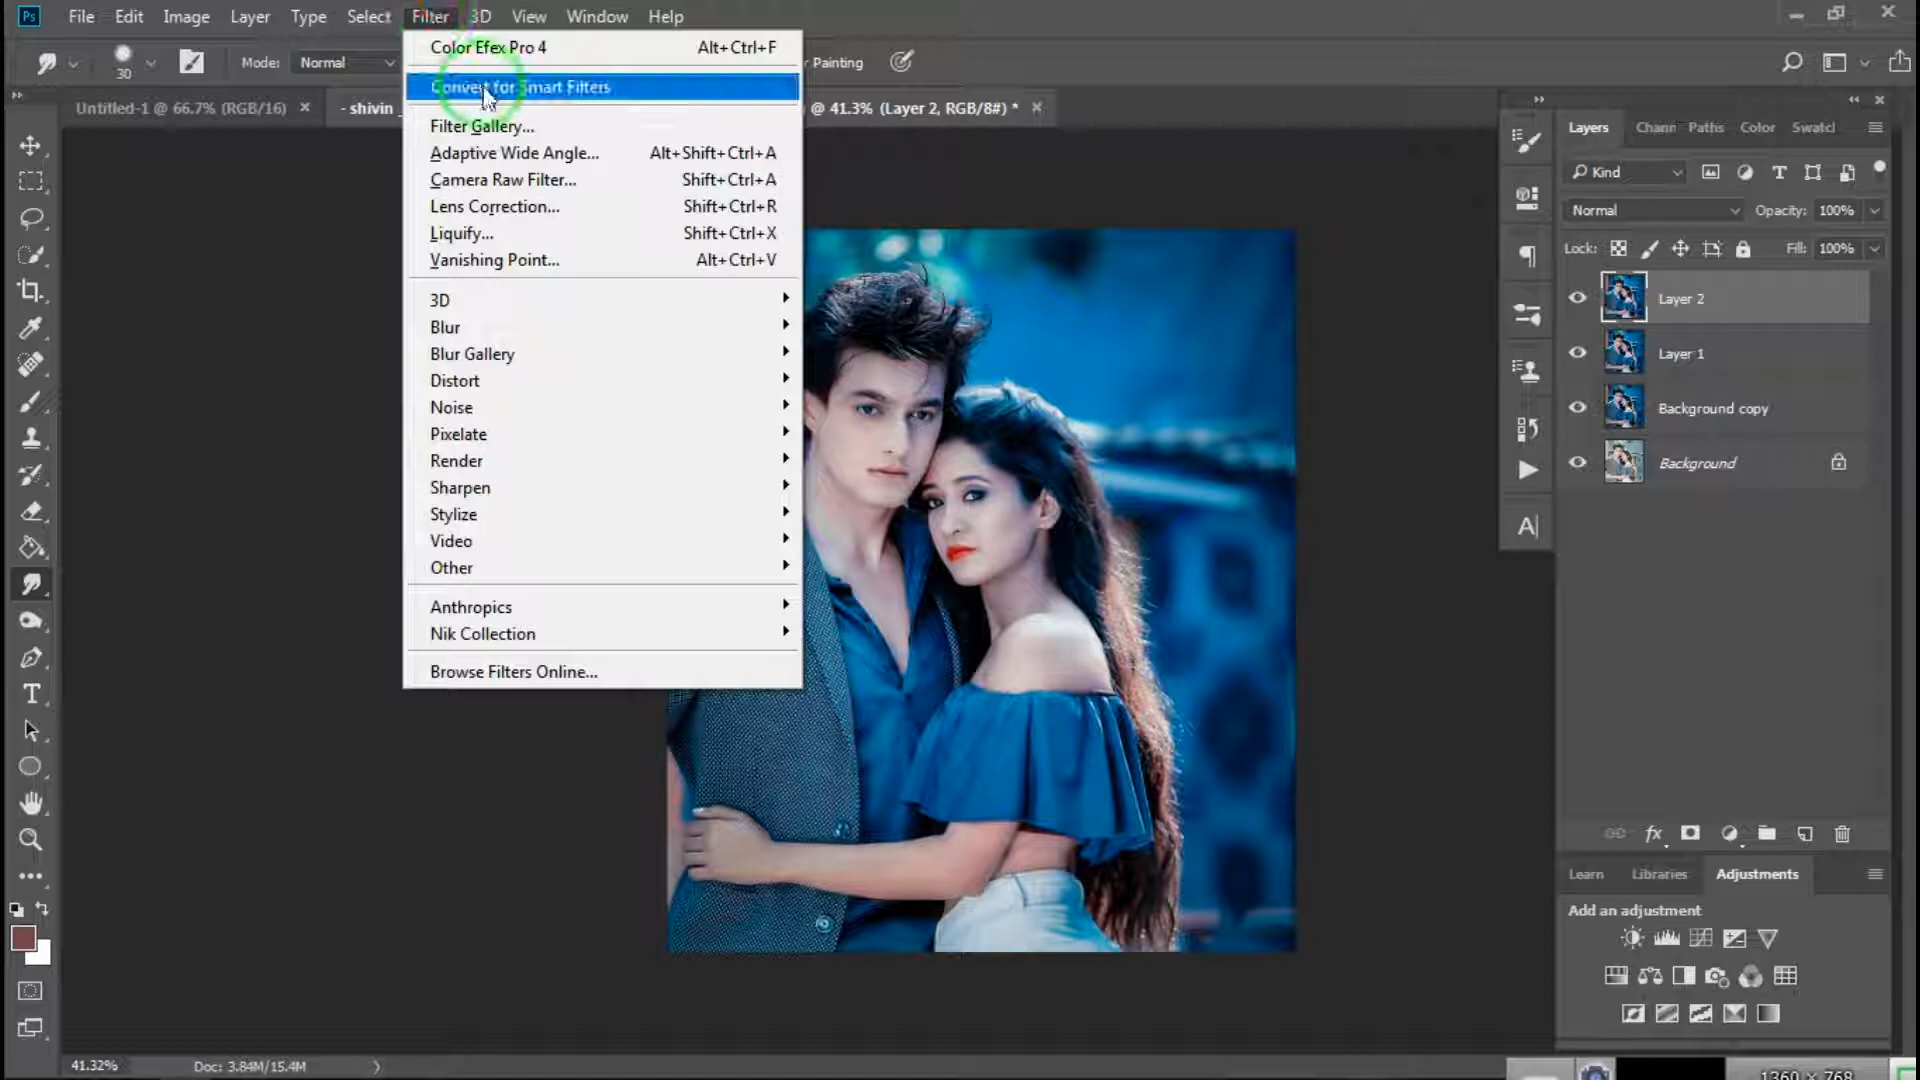 Ps File Edit Image Layer Type Select Filter 3D View Window Help
30 Mode: Normal Painting
Color Efex Pro 4 Alt+Ctrl+F
Convert for Smart Filters
Filter Gallery...
Adaptive Wide Angle... Alt+Shift+Ctrl+A
Camera Raw Filter... Shift+Ctrl+A
Lens Correction... Shift+Ctrl+R
Liquify... Shift+Ctrl+X
Vanishing Point... Alt+Ctrl+V
3D
Blur
Blur Gallery
Distort
Noise
Pixelate
Render
Sharpen
Stylize
Video
Other
Anthropics
Nik Collection
Browse Filters Online...
Untitled-1 @ 66.7% (RGB/16) × - shivin @ 41.3% (Layer 2, RGB/8#) * ×
Layers Chann Paths Color Swatcl
Kind
Normal Opacity: 100%
Lock: Fill: 100%
Layer 2
Layer 1
Background copy
Background
fx
Learn Libraries Adjustments
Add an adjustment
41.32% Doc: 3.84M/15.4M
1360 × 768